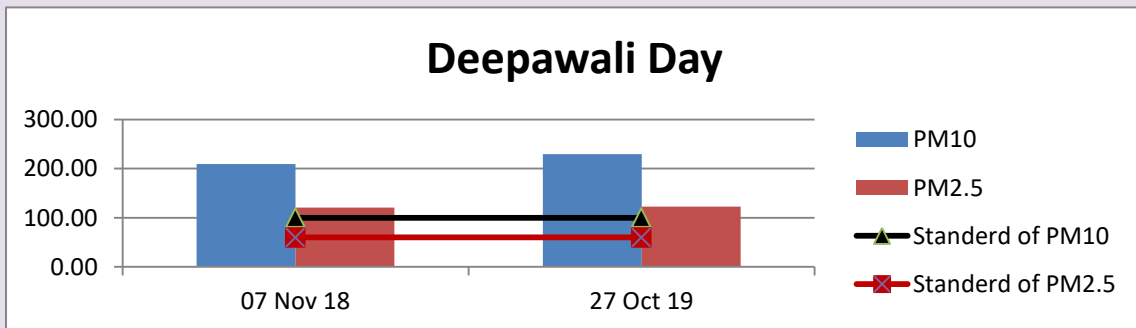 Deepawali Day
300.00
200.00
100.00
0.00
07 Nov 18
27 Oct 19
PM10
PM2.5
Standerd of PM10
Standerd of PM2.5